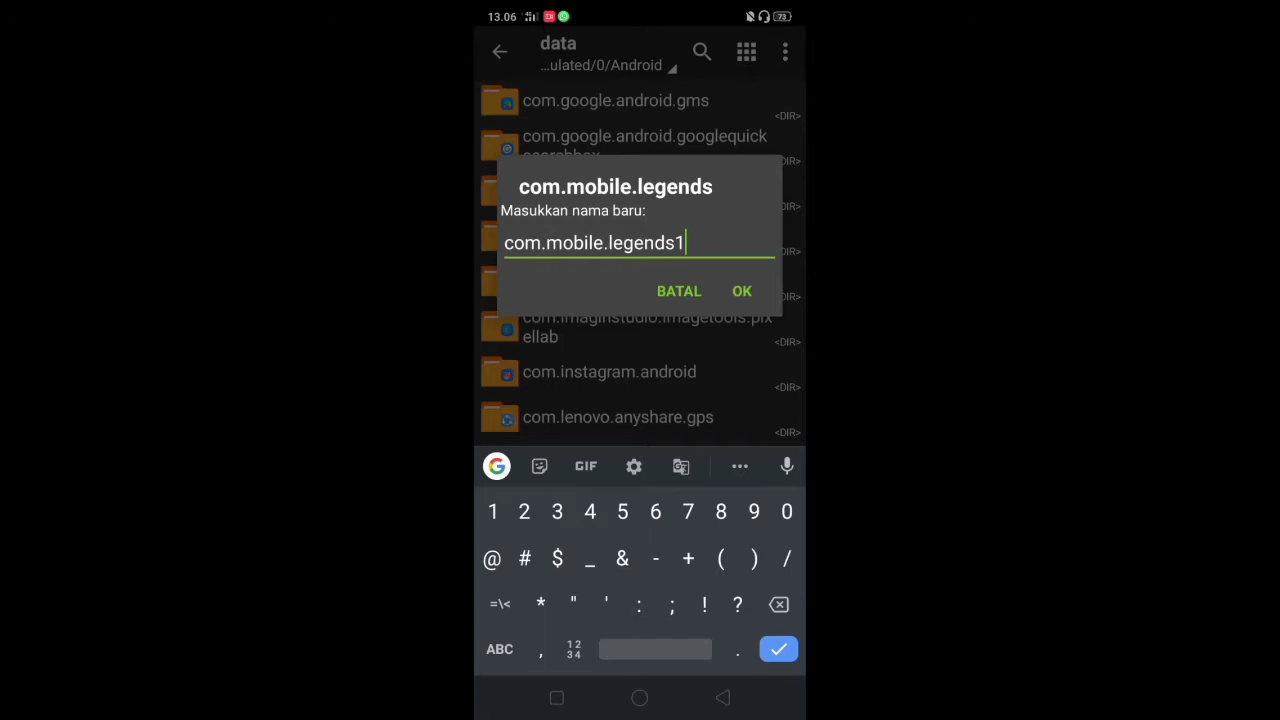 13.06
73
data
...ulated/0/Android
com.google.android.gms
<DIR>
com.google.android.googlequick
com.mobile.legends
Masukkan nama baru:
com.mobile.legends1
BATAL OK
ellab
<DIR>
com.instagram.android
<DIR>
com.lenovo.anyshare.gps
<DIR>
G GIF
1 2 3 4 5 6 7 8 9 0
@ # $ _ & - + ( ) /
=\< * " ' : ; ! ?
ABC , 12 34 .